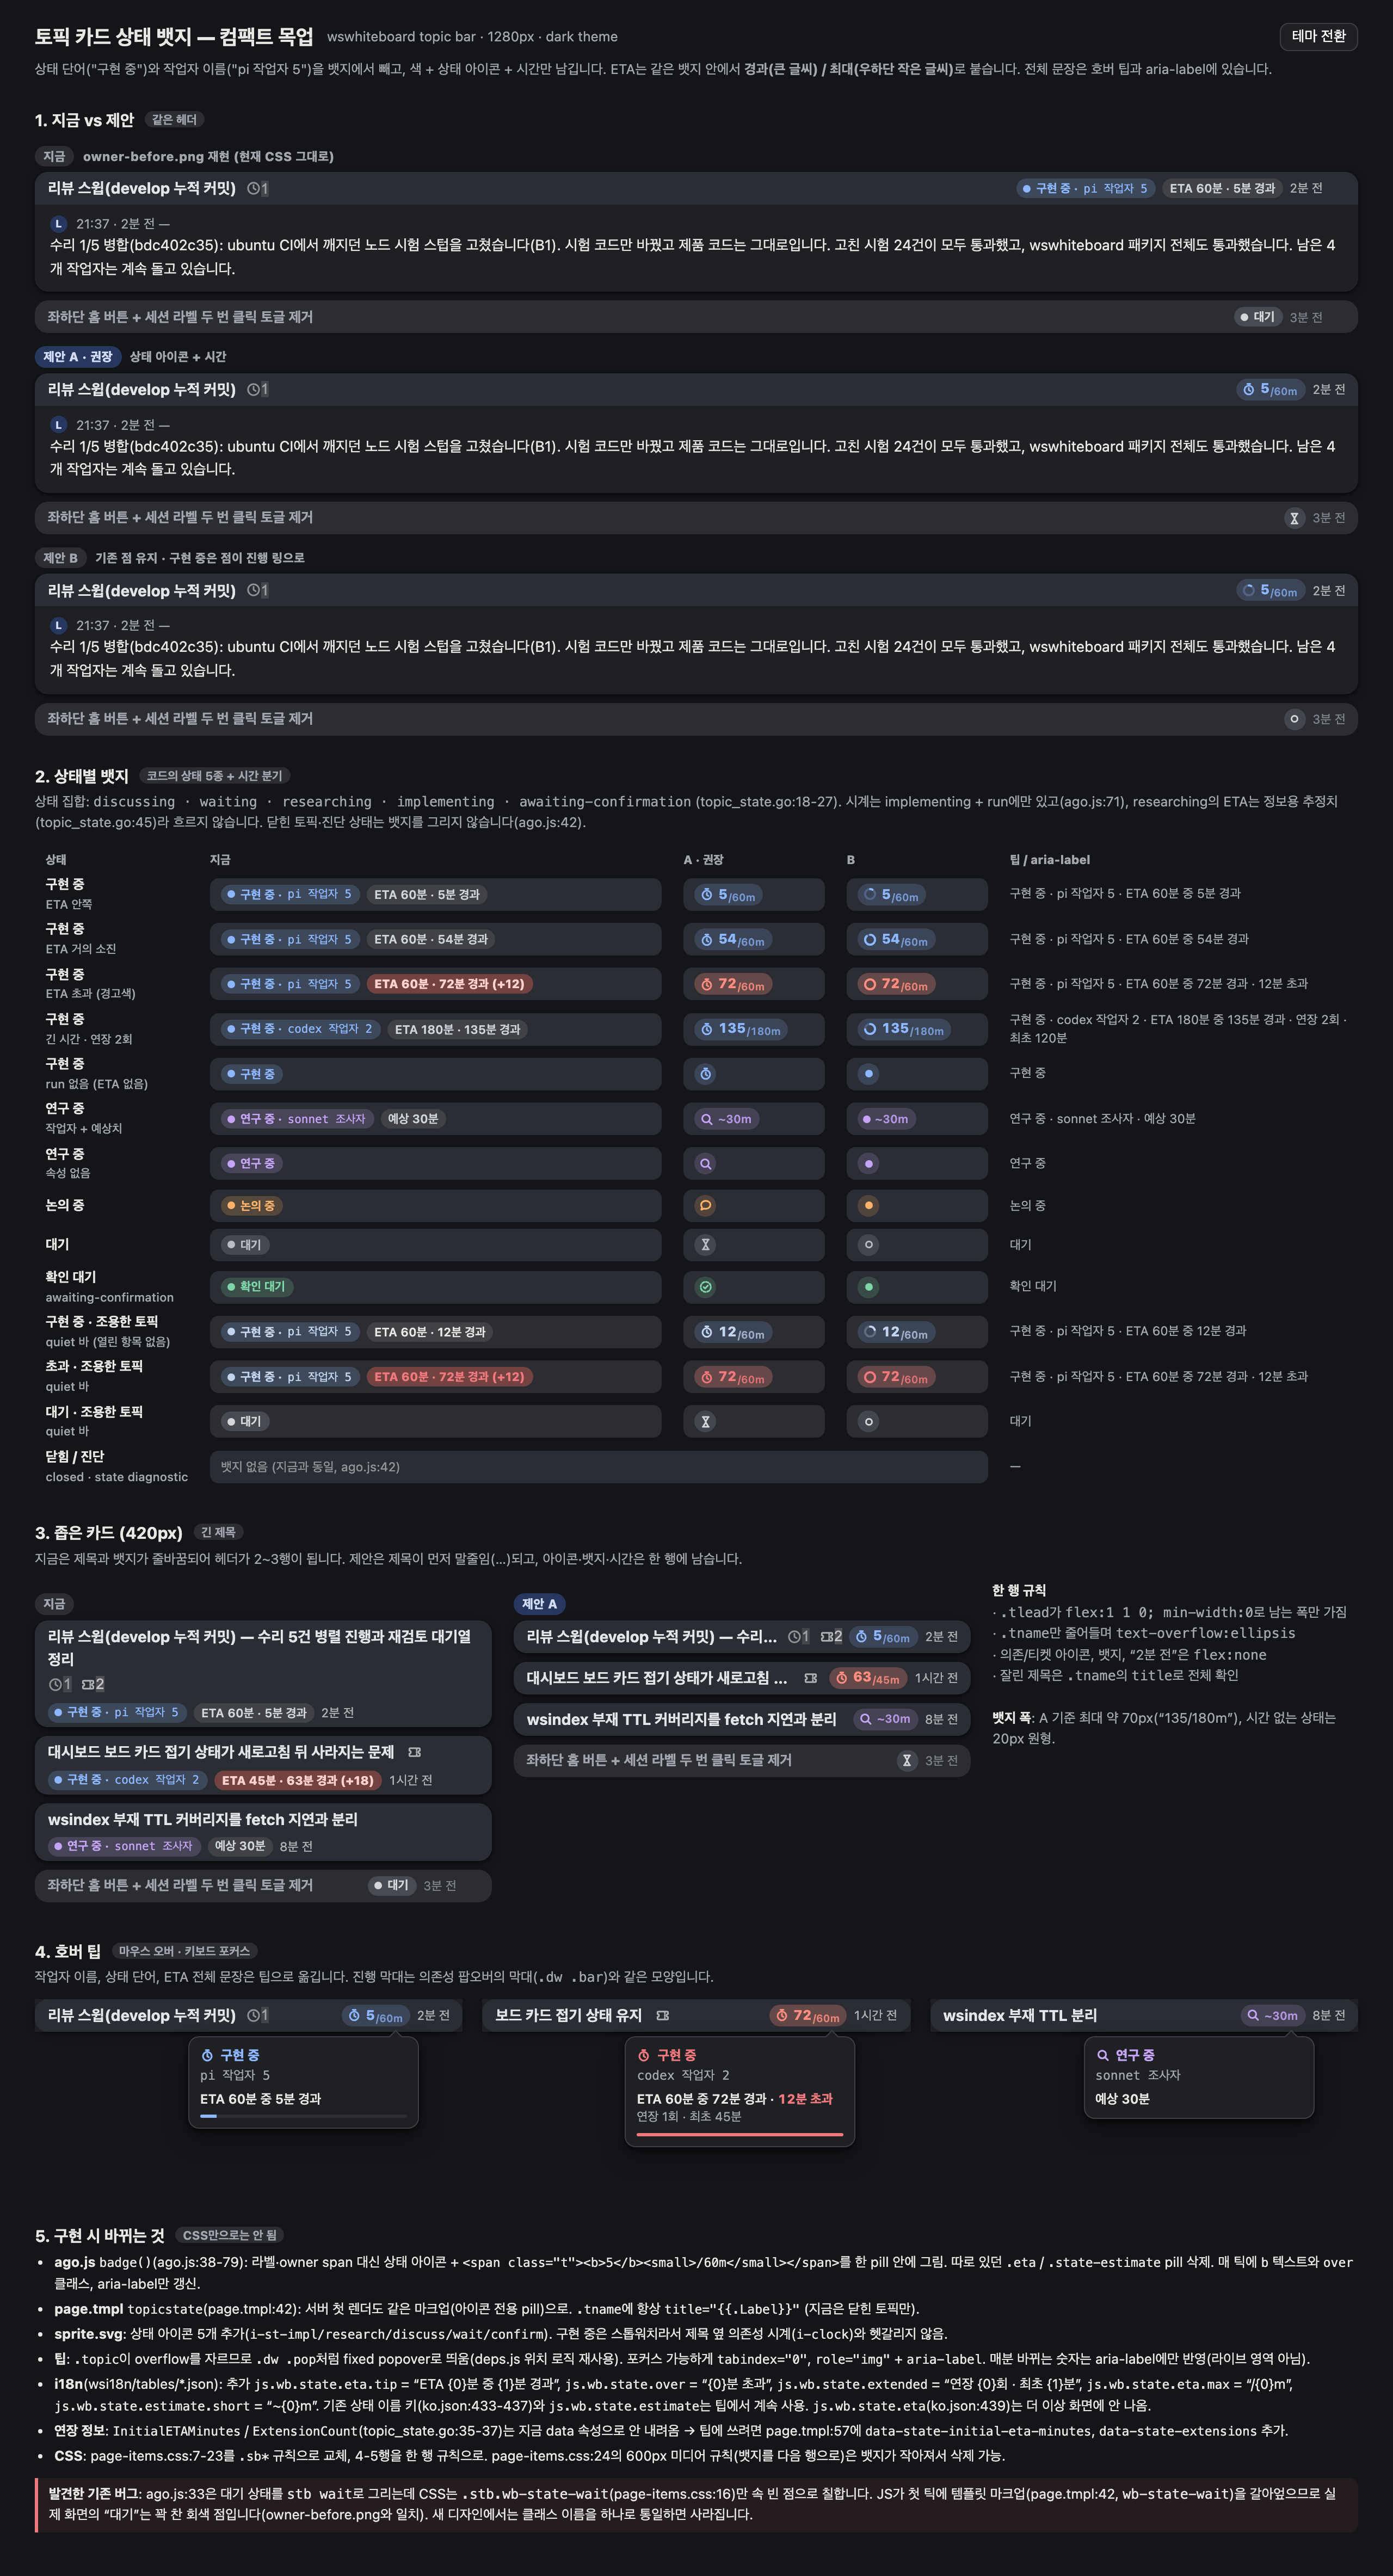 토픽 카드 상태 뱃지 — 컴팩트 목업 wswhiteboard topic bar · 1280px · dark theme 테마 전환
상태 단어("구현 중")와 작업자 이름("pi 작업자 5")을 뱃지에서 빼고, 색 + 상태 아이콘 + 시간만 남깁니다. ETA는 같은 뱃지 안에서 경과(큰 글씨) / 최대(우하단 작은 글씨)로 붙습니다. 전체 문장은 호버 팁과 aria-label에 있습니다.
1. 지금 vs 제안 같은 헤더
지금 owner-before.png 재현 (현재 CSS 그대로)
리뷰 스윕(develop 누적 커밋) 1 구현 중 · pi 작업자 5 ETA 60분 · 5분 경과 2분 전
L 21:37 · 2분 전 —
수리 1/5 병합(bdc402c35): ubuntu CI에서 깨지던 노드 시험 스텁을 고쳤습니다(B1). 시험 코드만 바꿨고 제품 코드는 그대로입니다. 고친 시험 24건이 모두 통과했고, wswhiteboard 패키지 전체도 통과했습니다. 남은 4
개 작업자는 계속 돌고 있습니다.
좌하단 홈 버튼 + 세션 라벨 두 번 클릭 토글 제거 대기 3분 전
제안 A · 권장 상태 아이콘 + 시간
리뷰 스윕(develop 누적 커밋) 1 5/60m 2분 전
L 21:37 · 2분 전 —
수리 1/5 병합(bdc402c35): ubuntu CI에서 깨지던 노드 시험 스텁을 고쳤습니다(B1). 시험 코드만 바꿨고 제품 코드는 그대로입니다. 고친 시험 24건이 모두 통과했고, wswhiteboard 패키지 전체도 통과했습니다. 남은 4
개 작업자는 계속 돌고 있습니다.
좌하단 홈 버튼 + 세션 라벨 두 번 클릭 토글 제거 3분 전
제안 B 기존 점 유지 · 구현 중은 점이 진행 링으로
리뷰 스윕(develop 누적 커밋) 1 5/60m 2분 전
L 21:37 · 2분 전 —
수리 1/5 병합(bdc402c35): ubuntu CI에서 깨지던 노드 시험 스텁을 고쳤습니다(B1). 시험 코드만 바꿨고 제품 코드는 그대로입니다. 고친 시험 24건이 모두 통과했고, wswhiteboard 패키지 전체도 통과했습니다. 남은 4
개 작업자는 계속 돌고 있습니다.
좌하단 홈 버튼 + 세션 라벨 두 번 클릭 토글 제거 3분 전
2. 상태별 뱃지 코드의 상태 5종 + 시간 분기
상태 집합: discussing · waiting · researching · implementing · awaiting-confirmation (topic_state.go:18-27). 시계는 implementing + run에만 있고(ago.js:71), researching의 ETA는 정보용 추정치
(topic_state.go:45)라 흐르지 않습니다. 닫힌 토픽·진단 상태는 뱃지를 그리지 않습니다(ago.js:42).
상태 지금 A · 권장 B 팁 / aria-label
구현 중
ETA 안쪽
구현 중 · pi 작업자 5 ETA 60분 · 5분 경과 5/60m 5/60m 구현 중 · pi 작업자 5 · ETA 60분 중 5분 경과
구현 중
ETA 거의 소진
구현 중 · pi 작업자 5 ETA 60분 · 54분 경과 54/60m 54/60m 구현 중 · pi 작업자 5 · ETA 60분 중 54분 경과
구현 중
ETA 초과 (경고색)
구현 중 · pi 작업자 5 ETA 60분 · 72분 경과 (+12) 72/60m 72/60m 구현 중 · pi 작업자 5 · ETA 60분 중 72분 경과 · 12분 초과
구현 중
긴 시간 · 연장 2회
구현 중 · codex 작업자 2 ETA 180분 · 135분 경과 135/180m 135/180m 구현 중 · codex 작업자 2 · ETA 180분 중 135분 경과 · 연장 2회 ·
최초 120분
구현 중
run 없음 (ETA 없음)
구현 중 구현 중
연구 중
작업자 + 예상치
연구 중 · sonnet 조사자 예상 30분 ~30m ~30m 연구 중 · sonnet 조사자 · 예상 30분
연구 중
속성 없음
연구 중 연구 중
논의 중 논의 중 논의 중
대기 대기 대기
확인 대기
awaiting-confirmation
확인 대기 확인 대기
구현 중 · 조용한 토픽
quiet 바 (열린 항목 없음)
구현 중 · pi 작업자 5 ETA 60분 · 12분 경과 12/60m 12/60m 구현 중 · pi 작업자 5 · ETA 60분 중 12분 경과
초과 · 조용한 토픽
quiet 바
구현 중 · pi 작업자 5 ETA 60분 · 72분 경과 (+12) 72/60m 72/60m 구현 중 · pi 작업자 5 · ETA 60분 중 72분 경과 · 12분 초과
대기 · 조용한 토픽
quiet 바
대기 대기
닫힘 / 진단
closed · state diagnostic
뱃지 없음 (지금과 동일, ago.js:42) —
3. 좁은 카드 (420px) 긴 제목
지금은 제목과 뱃지가 줄바꿈되어 헤더가 2~3행이 됩니다. 제안은 제목이 먼저 말줄임(…)되고, 아이콘·뱃지·시간은 한 행에 남습니다.
지금
리뷰 스윕(develop 누적 커밋) — 수리 5건 병렬 진행과 재검토 대기열
정리
1 2
구현 중 · pi 작업자 5 ETA 60분 · 5분 경과 2분 전
대시보드 보드 카드 접기 상태가 새로고침 뒤 사라지는 문제
구현 중 · codex 작업자 2 ETA 45분 · 63분 경과 (+18) 1시간 전
wsindex 부재 TTL 커버리지를 fetch 지연과 분리
연구 중 · sonnet 조사자 예상 30분 8분 전
좌하단 홈 버튼 + 세션 라벨 두 번 클릭 토글 제거 대기 3분 전
제안 A
리뷰 스윕(develop 누적 커밋) — 수리… 1 2 5/60m 2분 전
대시보드 보드 카드 접기 상태가 새로고침 … 63/45m 1시간 전
wsindex 부재 TTL 커버리지를 fetch 지연과 분리 ~30m 8분 전
좌하단 홈 버튼 + 세션 라벨 두 번 클릭 토글 제거 3분 전
한 행 규칙
· .tlead가 flex:1 1 0; min-width:0로 남는 폭만 가짐
· .tname만 줄어들며 text-overflow:ellipsis
· 의존/티켓 아이콘, 뱃지, “2분 전”은 flex:none
· 잘린 제목은 .tname의 title로 전체 확인
뱃지 폭: A 기준 최대 약 70px(“135/180m”), 시간 없는 상태는
20px 원형.
4. 호버 팁 마우스 오버 · 키보드 포커스
작업자 이름, 상태 단어, ETA 전체 문장은 팁으로 옮깁니다. 진행 막대는 의존성 팝오버의 막대(.dw .bar)와 같은 모양입니다.
리뷰 스윕(develop 누적 커밋) 1 5/60m 2분 전
구현 중
pi 작업자 5
ETA 60분 중 5분 경과
보드 카드 접기 상태 유지 72/60m 1시간 전
구현 중
codex 작업자 2
ETA 60분 중 72분 경과 · 12분 초과
연장 1회 · 최초 45분
wsindex 부재 TTL 분리 ~30m 8분 전
연구 중
sonnet 조사자
예상 30분
5. 구현 시 바뀌는 것 CSS만으로는 안 됨
• ago.js badge()(ago.js:38-79): 라벨·owner span 대신 상태 아이콘 + <span class="t"><b>5</b><small>/60m</small></span>를 한 pill 안에 그림. 따로 있던 .eta / .state-estimate pill 삭제. 매 틱에 b 텍스트와 over
클래스, aria-label만 갱신.
• page.tmpl topicstate(page.tmpl:42): 서버 첫 렌더도 같은 마크업(아이콘 전용 pill)으로. .tname에 항상 title="{{.Label}}" (지금은 닫힌 토픽만).
• sprite.svg: 상태 아이콘 5개 추가(i-st-impl/research/discuss/wait/confirm). 구현 중은 스톱워치라서 제목 옆 의존성 시계(i-clock)와 헷갈리지 않음.
• 팁: .topic이 overflow를 자르므로 .dw .pop처럼 fixed popover로 띄움(deps.js 위치 로직 재사용). 포커스 가능하게 tabindex="0", role="img" + aria-label. 매분 바뀌는 숫자는 aria-label에만 반영(라이브 영역 아님).
• i18n(wsi18n/tables/*.json): 추가 js.wb.state.eta.tip = “ETA {0}분 중 {1}분 경과”, js.wb.state.over = “{0}분 초과”, js.wb.state.extended = “연장 {0}회 · 최초 {1}분”, js.wb.state.eta.max = “/{0}m”,
js.wb.state.estimate.short = “~{0}m”. 기존 상태 이름 키(ko.json:433-437)와 js.wb.state.estimate는 팁에서 계속 사용. js.wb.state.eta(ko.json:439)는 더 이상 화면에 안 나옴.
• 연장 정보: InitialETAMinutes / ExtensionCount(topic_state.go:35-37)는 지금 data 속성으로 안 내려옴 → 팁에 쓰려면 page.tmpl:57에 data-state-initial-eta-minutes, data-state-extensions 추가.
• CSS: page-items.css:7-23를 .sb* 규칙으로 교체, 4-5행을 한 행 규칙으로. page-items.css:24의 600px 미디어 규칙(뱃지를 다음 행으로)은 뱃지가 작아져서 삭제 가능.
발견한 기존 버그: ago.js:33은 대기 상태를 stb wait로 그리는데 CSS는 .stb.wb-state-wait(page-items.css:16)만 속 빈 점으로 칠합니다. JS가 첫 틱에 템플릿 마크업(page.tmpl:42, wb-state-wait)을 갈아엎으므로 실
제 화면의 “대기”는 꽉 찬 회색 점입니다(owner-before.png와 일치). 새 디자인에서는 클래스 이름을 하나로 통일하면 사라집니다.